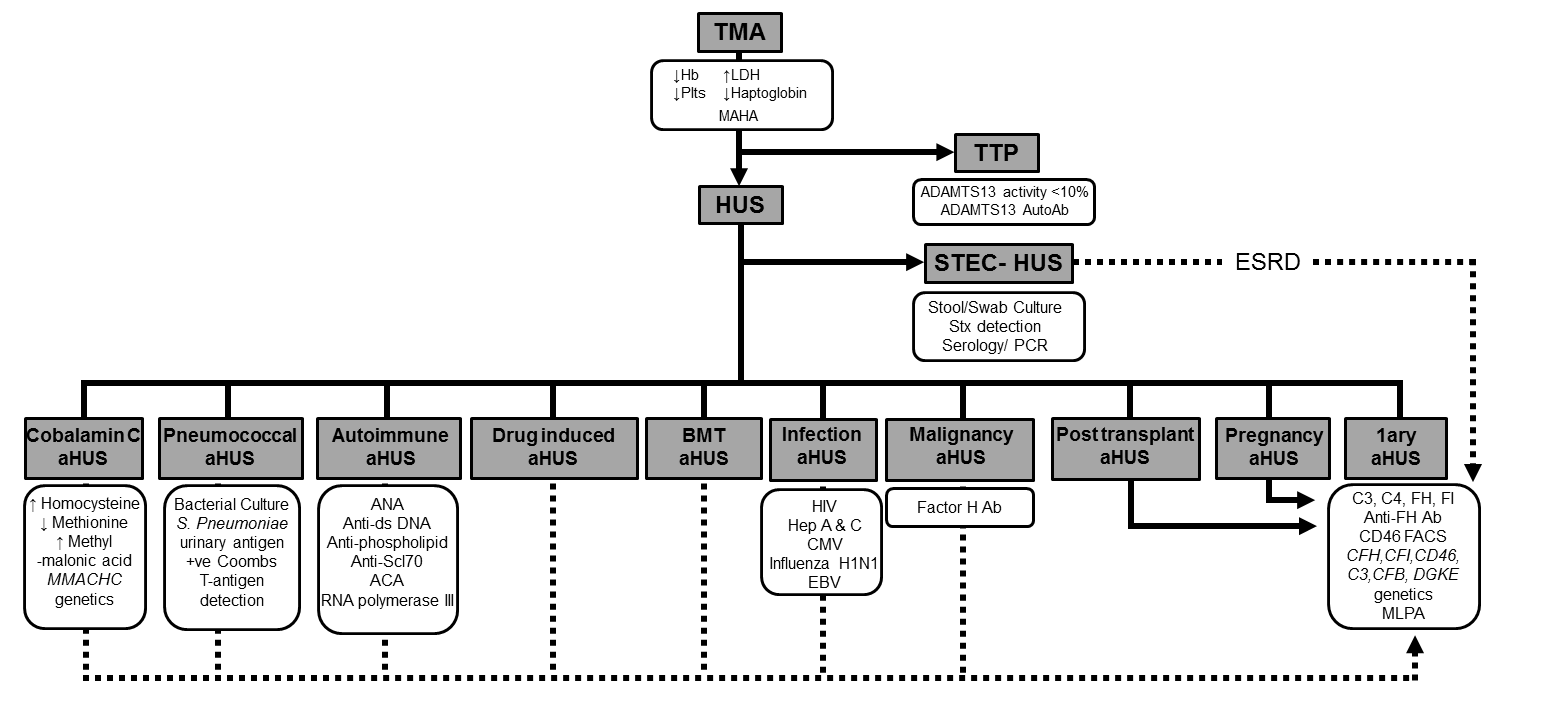 TMA
↓Hb ↑LDH
↓Plts ↓Haptoglobin
MAHA
TTP
ADAMTS13 activity <10%
ADAMTS13 AutoAb
HUS
STEC- HUS
ESRD
Stool/Swab Culture
Stx detection
Serology/ PCR
Cobalamin C
aHUS
Pneumococcal
aHUS
Autoimmune
aHUS
Drug induced
aHUS
BMT
aHUS
Infection
aHUS
Malignancy
aHUS
Post transplant
aHUS
Pregnancy
aHUS
1ary
aHUS
↑ Homocysteine
↓ Methionine
↑ Methyl
-malonic acid
MMACHC
genetics
Bacterial Culture
S. Pneumoniae
urinary antigen
+ve Coombs
T-antigen
detection
ANA
Anti-ds DNA
Anti-phospholipid
Anti-Scl70
ACA
RNA polymerase III
HIV
Hep A & C
CMV
Influenza H1N1
EBV
Factor H Ab
C3, C4, FH, FI
Anti-FH Ab
CD46 FACS
CFH,CFI,CD46,
C3,CFB, DGKE
genetics
MLPA